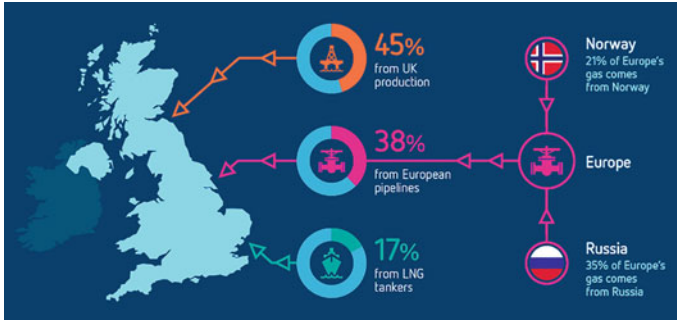 45%
from UK
production
38%
from European
pipelines
17%
from LNG
tankers
Norway
21% of Europe's
gas comes
from Norway
Europe
Russia
35% of Europe's
gas comes
from Russia